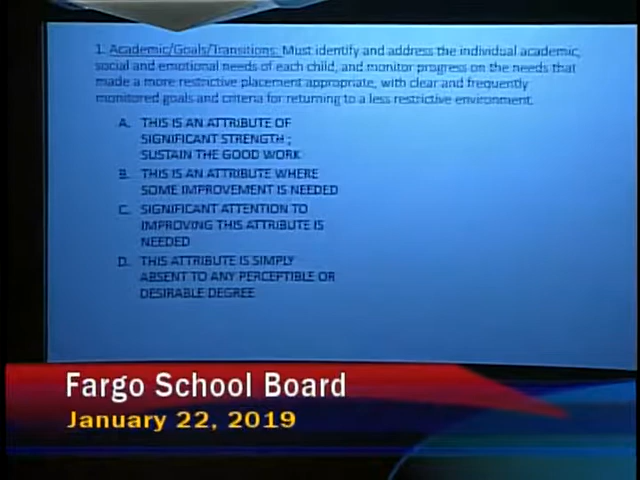 1. Academic/Goals/Transitions: Must identify and address the individual academic,
social and emotional needs of each child, and monitor progress on the needs that
made a more restrictive placement appropriate, with clear and frequently
monitored goals and criteria for returning to a less restrictive environment.
A. THIS IS AN ATTRIBUTE OF
SIGNIFICANT STRENGTH ;
SUSTAIN THE GOOD WORK
B. THIS IS AN ATTRIBUTE WHERE
SOME IMPROVEMENT IS NEEDED
C. SIGNIFICANT ATTENTION TO
IMPROVING THIS ATTRIBUTE IS
NEEDED
D. THIS ATTRIBUTE IS SIMPLY
ABSENT TO ANY PERCEPTIBLE OR
DESIRABLE DEGREE
Fargo School Board
January 22, 2019